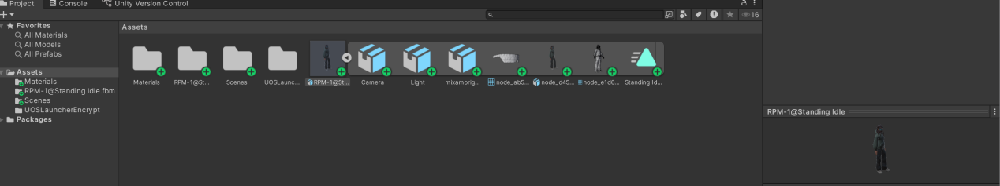 Project Console Unity Version Control
16
Favorites
All Materials
All Models
All Prefabs
Assets
Materials
RPM-1@Standing Idle.fbm
Scenes
UOSLauncherEncrypt
Packages
Assets
Materials RPM-1@St... Scenes UOSLaunc... RPM-1@St... Camera Light mixamorig... node_ab5... node_d45... node_e1d6... Standing Id...
RPM-1@Standing Idle